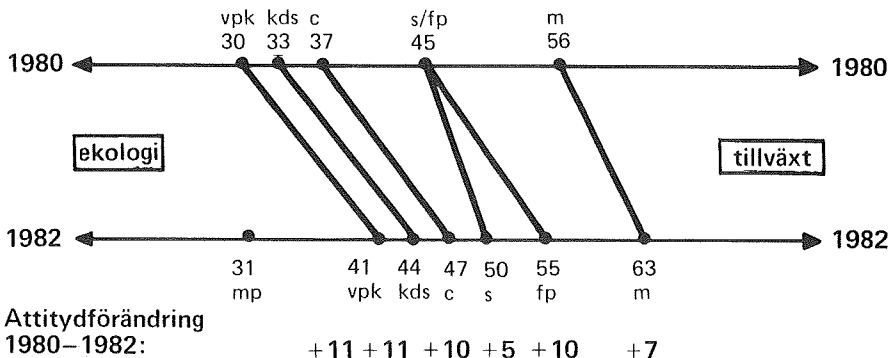 vpk kds c s/fp m
30 33 37 45 56
1980 1980
ekologi tillväxt
1982 1982
31 41 44 47 50 55 63
mp vpk kds c s fp m
Attitydförändring
1980–1982: +11 +11 +10 +5 +10 +7